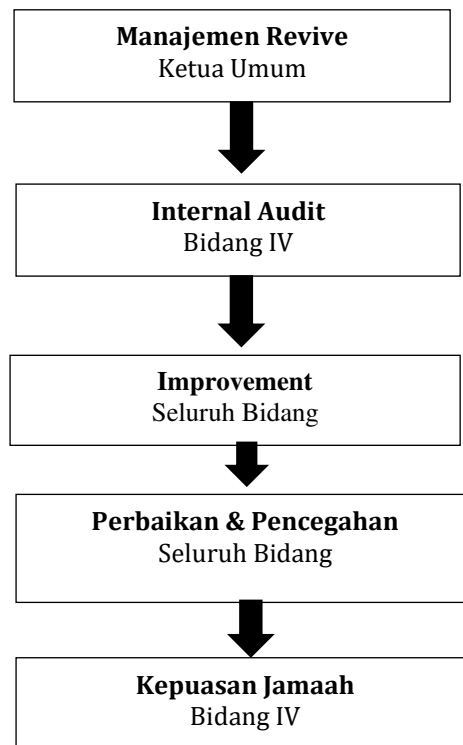 Manajemen Revive
Ketua Umum
Internal Audit
Bidang IV
Improvement
Seluruh Bidang
Perbaikan & Pencegahan
Seluruh Bidang
Kepuasan Jamaah
Bidang IV